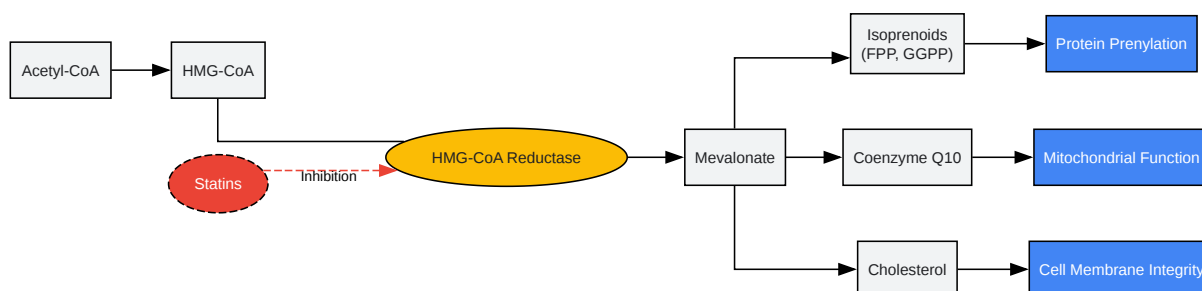 Acetyl-CoA
HMG-CoA
Statins
Inhibition
HMG-CoA Reductase
Mevalonate
Isoprenoids
(FPP, GGPP)
Protein Prenylation
Coenzyme Q10
Mitochondrial Function
Cholesterol
Cell Membrane Integrity